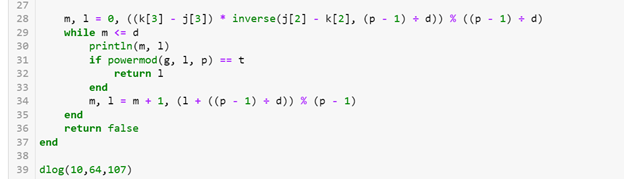 27
28 m, l = 0, ((k[3] - j[3]) * inverse(j[2] - k[2], (p - 1) ÷ d)) % ((p - 1) ÷ d)
29 while m <= d
30 println(m, l)
31 if powermod(g, l, p) == t
32 return l
33 end
34 m, l = m + 1, (l + ((p - 1) ÷ d)) % (p - 1)
35 end
36 return false
37 end
38
39 dlog(10,64,107)